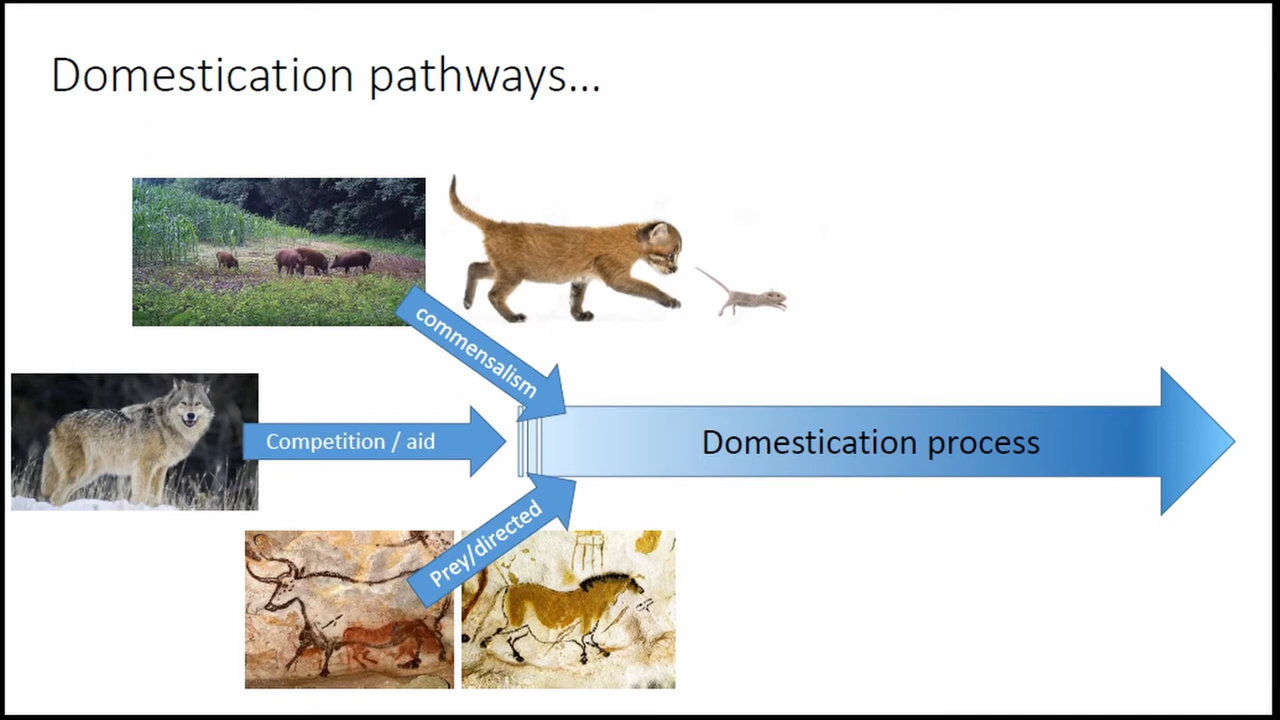 Domestication pathways...
commensalism
Competition / aid
Domestication process
Prey/directed